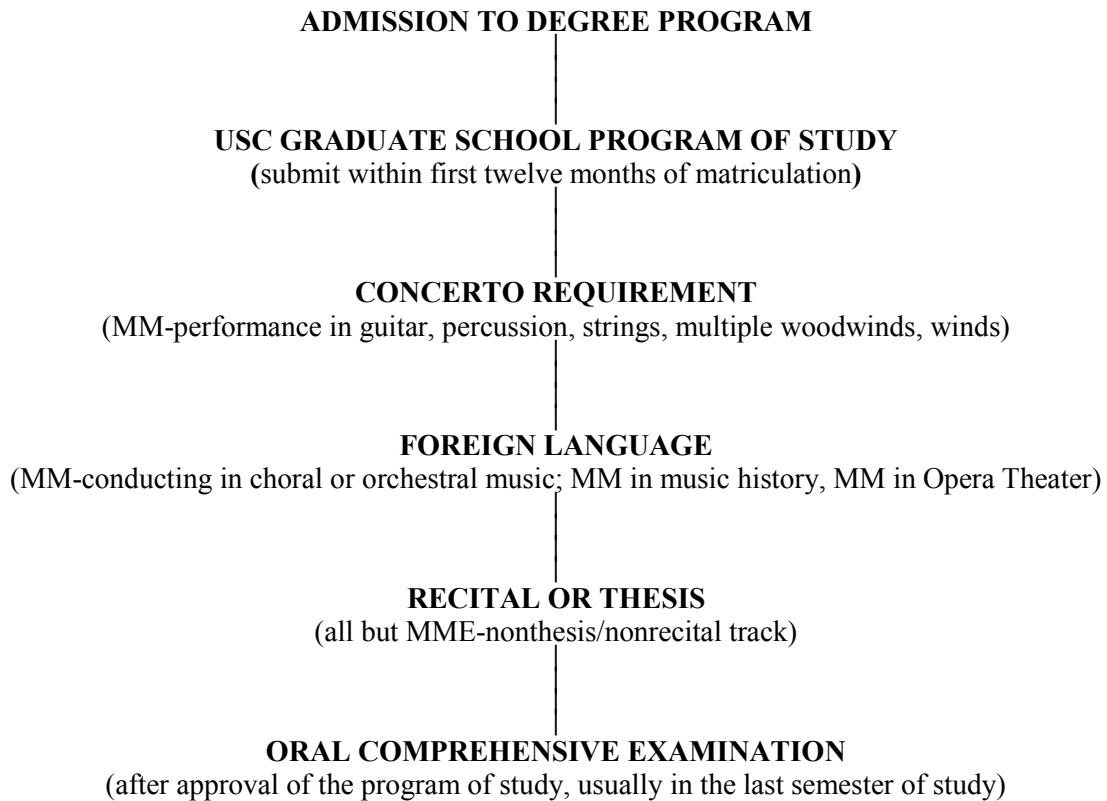 ADMISSION TO DEGREE PROGRAM
USC GRADUATE SCHOOL PROGRAM OF STUDY
(submit within first twelve months of matriculation)
CONCERTO REQUIREMENT
(MM-performance in guitar, percussion, strings, multiple woodwinds, winds)
FOREIGN LANGUAGE
(MM-conducting in choral or orchestral music; MM in music history, MM in Opera Theater)
RECITAL OR THESIS
(all but MME-nonthesis/nonrecital track)
ORAL COMPREHENSIVE EXAMINATION
(after approval of the program of study, usually in the last semester of study)